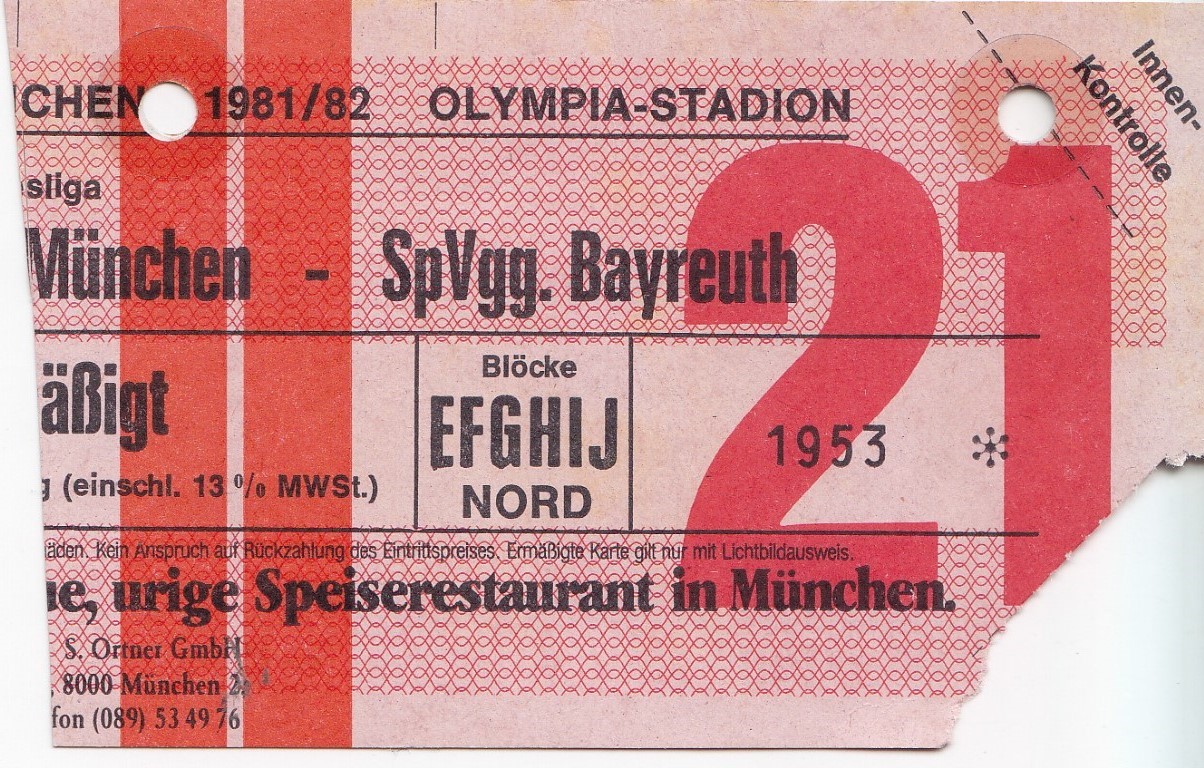 CHEN 1981/82 OLYMPIA-STADION
Innen-
Kontrolle
sliga
München - SpVgg. Bayreuth
21
äßigt
Blöcke
EFGHIJ
NORD
1953 *
g (einschl. 13 % MWSt.)
äden. Kein Anspruch auf Rückzahlung des Eintrittspreises. Ermäßigte Karte gilt nur mit Lichtbildausweis.
e, urige Speiserestaurant in München.
S. Ortner GmbH
, 8000 München 2
fon (089) 53 49 76